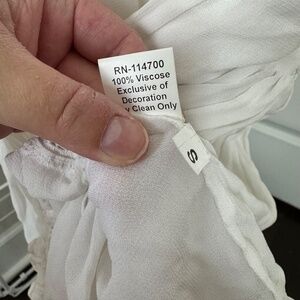 RN-114700
100% Viscose
Exclusive of
Decoration
y Clean Only
S